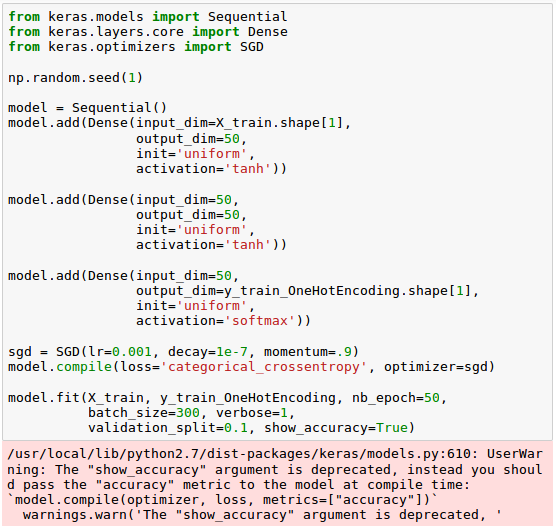 from keras.models import Sequential
from keras.layers.core import Dense
from keras.optimizers import SGD

np.random.seed(1)

model = Sequential()
model.add(Dense(input_dim=X_train.shape[1],
                output_dim=50,
                init='uniform',
                activation='tanh'))

model.add(Dense(input_dim=50,
                output_dim=50,
                init='uniform',
                activation='tanh'))

model.add(Dense(input_dim=50,
                output_dim=y_train_OneHotEncoding.shape[1],
                init='uniform',
                activation='softmax'))

sgd = SGD(lr=0.001, decay=1e-7, momentum=.9)
model.compile(loss='categorical_crossentropy', optimizer=sgd)

model.fit(X_train, y_train_OneHotEncoding, nb_epoch=50,
          batch_size=300, verbose=1,
          validation_split=0.1, show_accuracy=True)
/usr/local/lib/python2.7/dist-packages/keras/models.py:610: UserWar
ning: The "show_accuracy" argument is deprecated, instead you shoul
d pass the "accuracy" metric to the model at compile time:
`model.compile(optimizer, loss, metrics=["accuracy"])`
  warnings.warn('The "show_accuracy" argument is deprecated, '